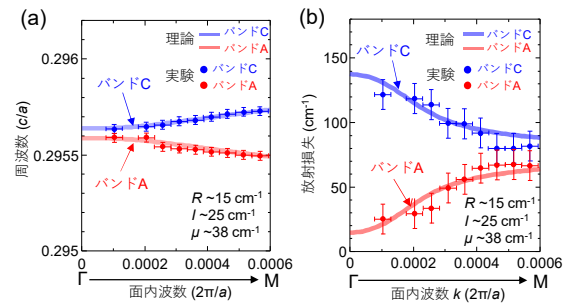 (a)
理論 バンドC
バンドA
実験 バンドC
バンドA
バンドC
バンドA
R ~15 cm⁻¹
I ~25 cm⁻¹
μ ~38 cm⁻¹
周波数 (c/a)
0.296
0.2955
0.295
0 0.0002 0.0004 0.0006
Γ 面内波数 (2π/a) M
(b)
理論 バンドC
バンドA
実験 バンドC
バンドA
バンドC
バンドA
R ~15 cm⁻¹
I ~25 cm⁻¹
μ ~38 cm⁻¹
放射損失 (cm⁻¹)
150
100
50
0
0 0.0002 0.0004 0.0006
Γ 面内波数 k (2π/a) M